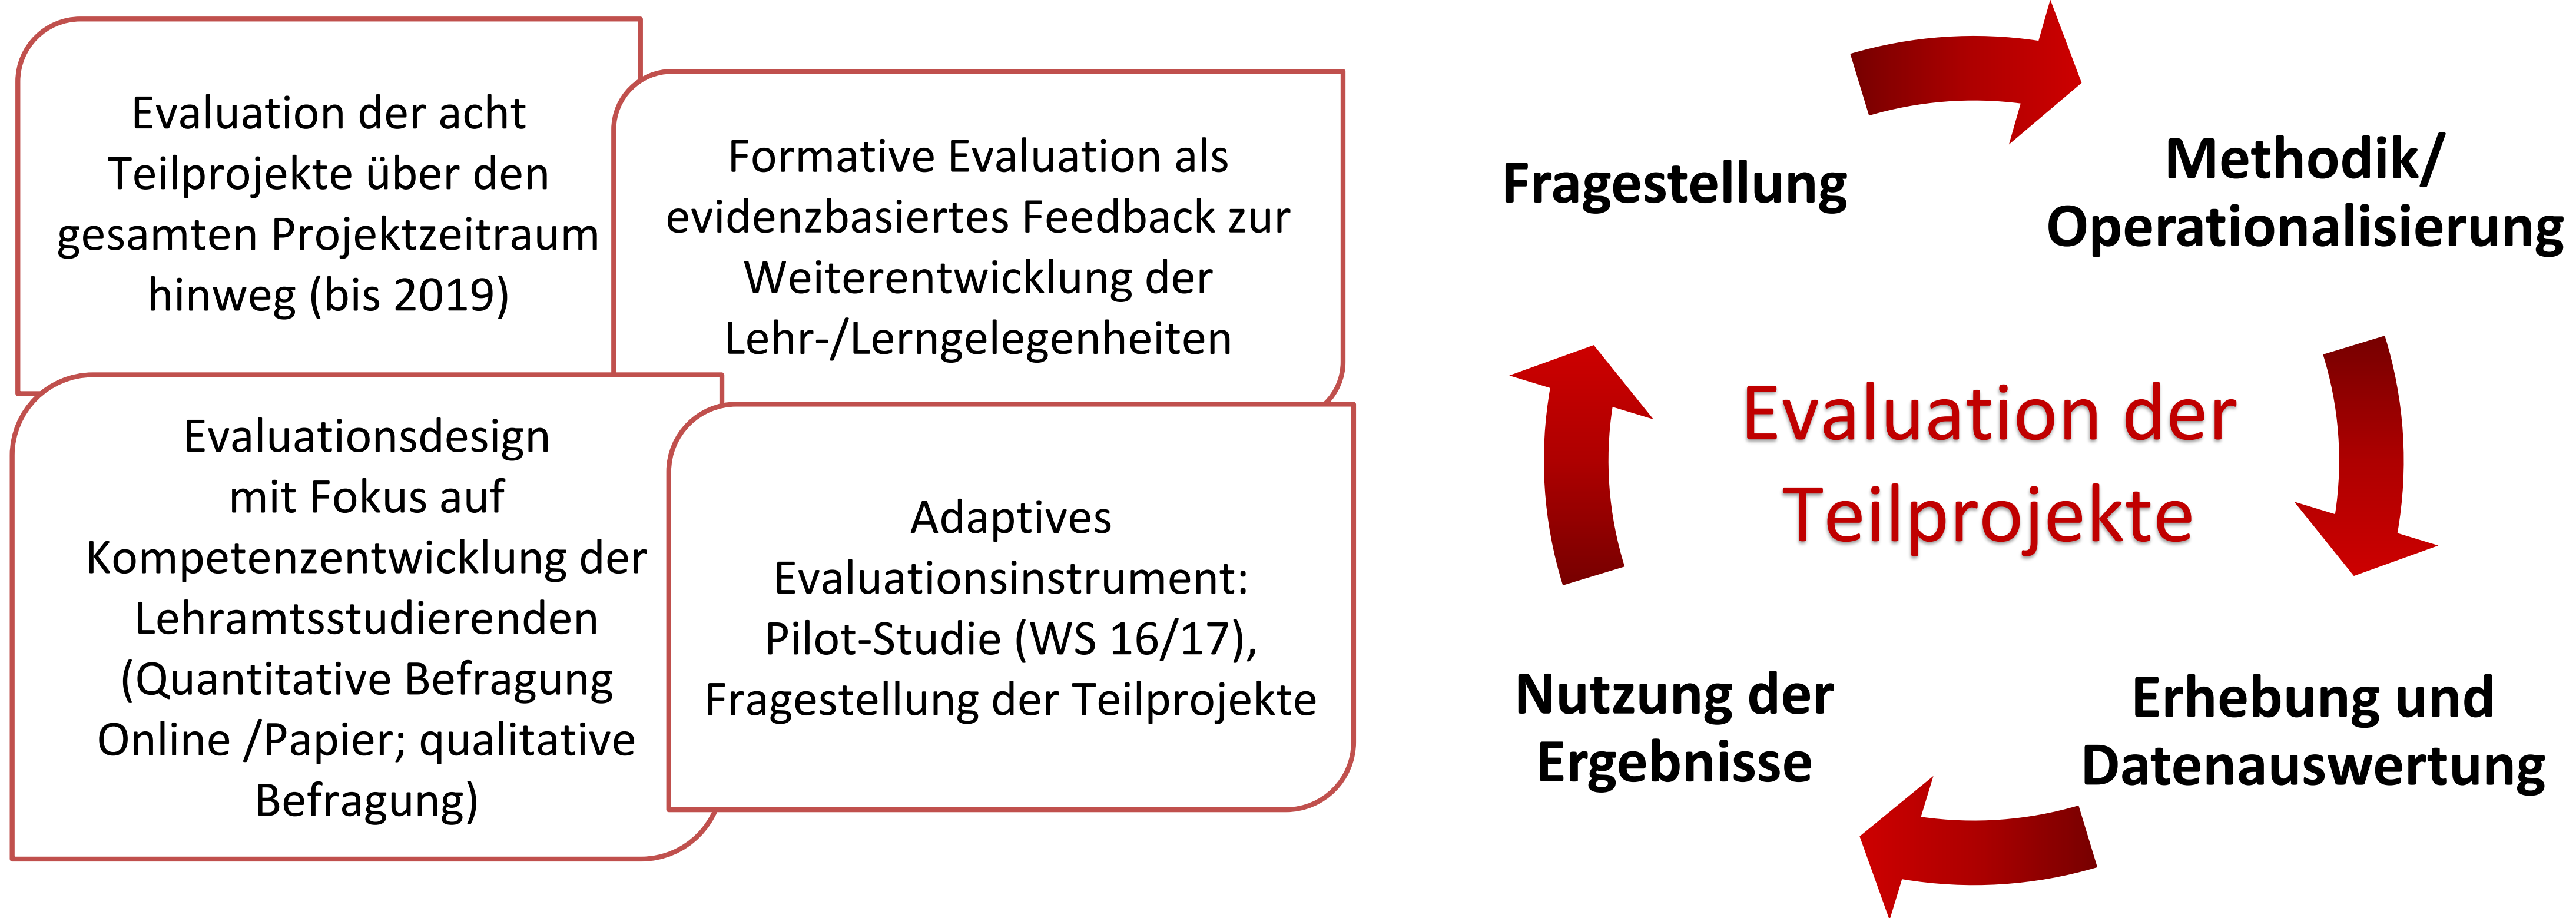 Evaluation der acht
Teilprojekte über den
gesamten Projektzeitraum
hinweg (bis 2019)
Formative Evaluation als
evidenzbasiertes Feedback zur
Weiterentwicklung der
Lehr-/Lerngelegenheiten
Evaluationsdesign
mit Fokus auf
Kompetenzentwicklung der
Lehramtsstudierenden
(Quantitative Befragung
Online /Papier; qualitative
Befragung)
Adaptives
Evaluationsinstrument:
Pilot-Studie (WS 16/17),
Fragestellung der Teilprojekte
Fragestellung
Methodik/
Operationalisierung
Evaluation der
Teilprojekte
Erhebung und
Datenauswertung
Nutzung der
Ergebnisse